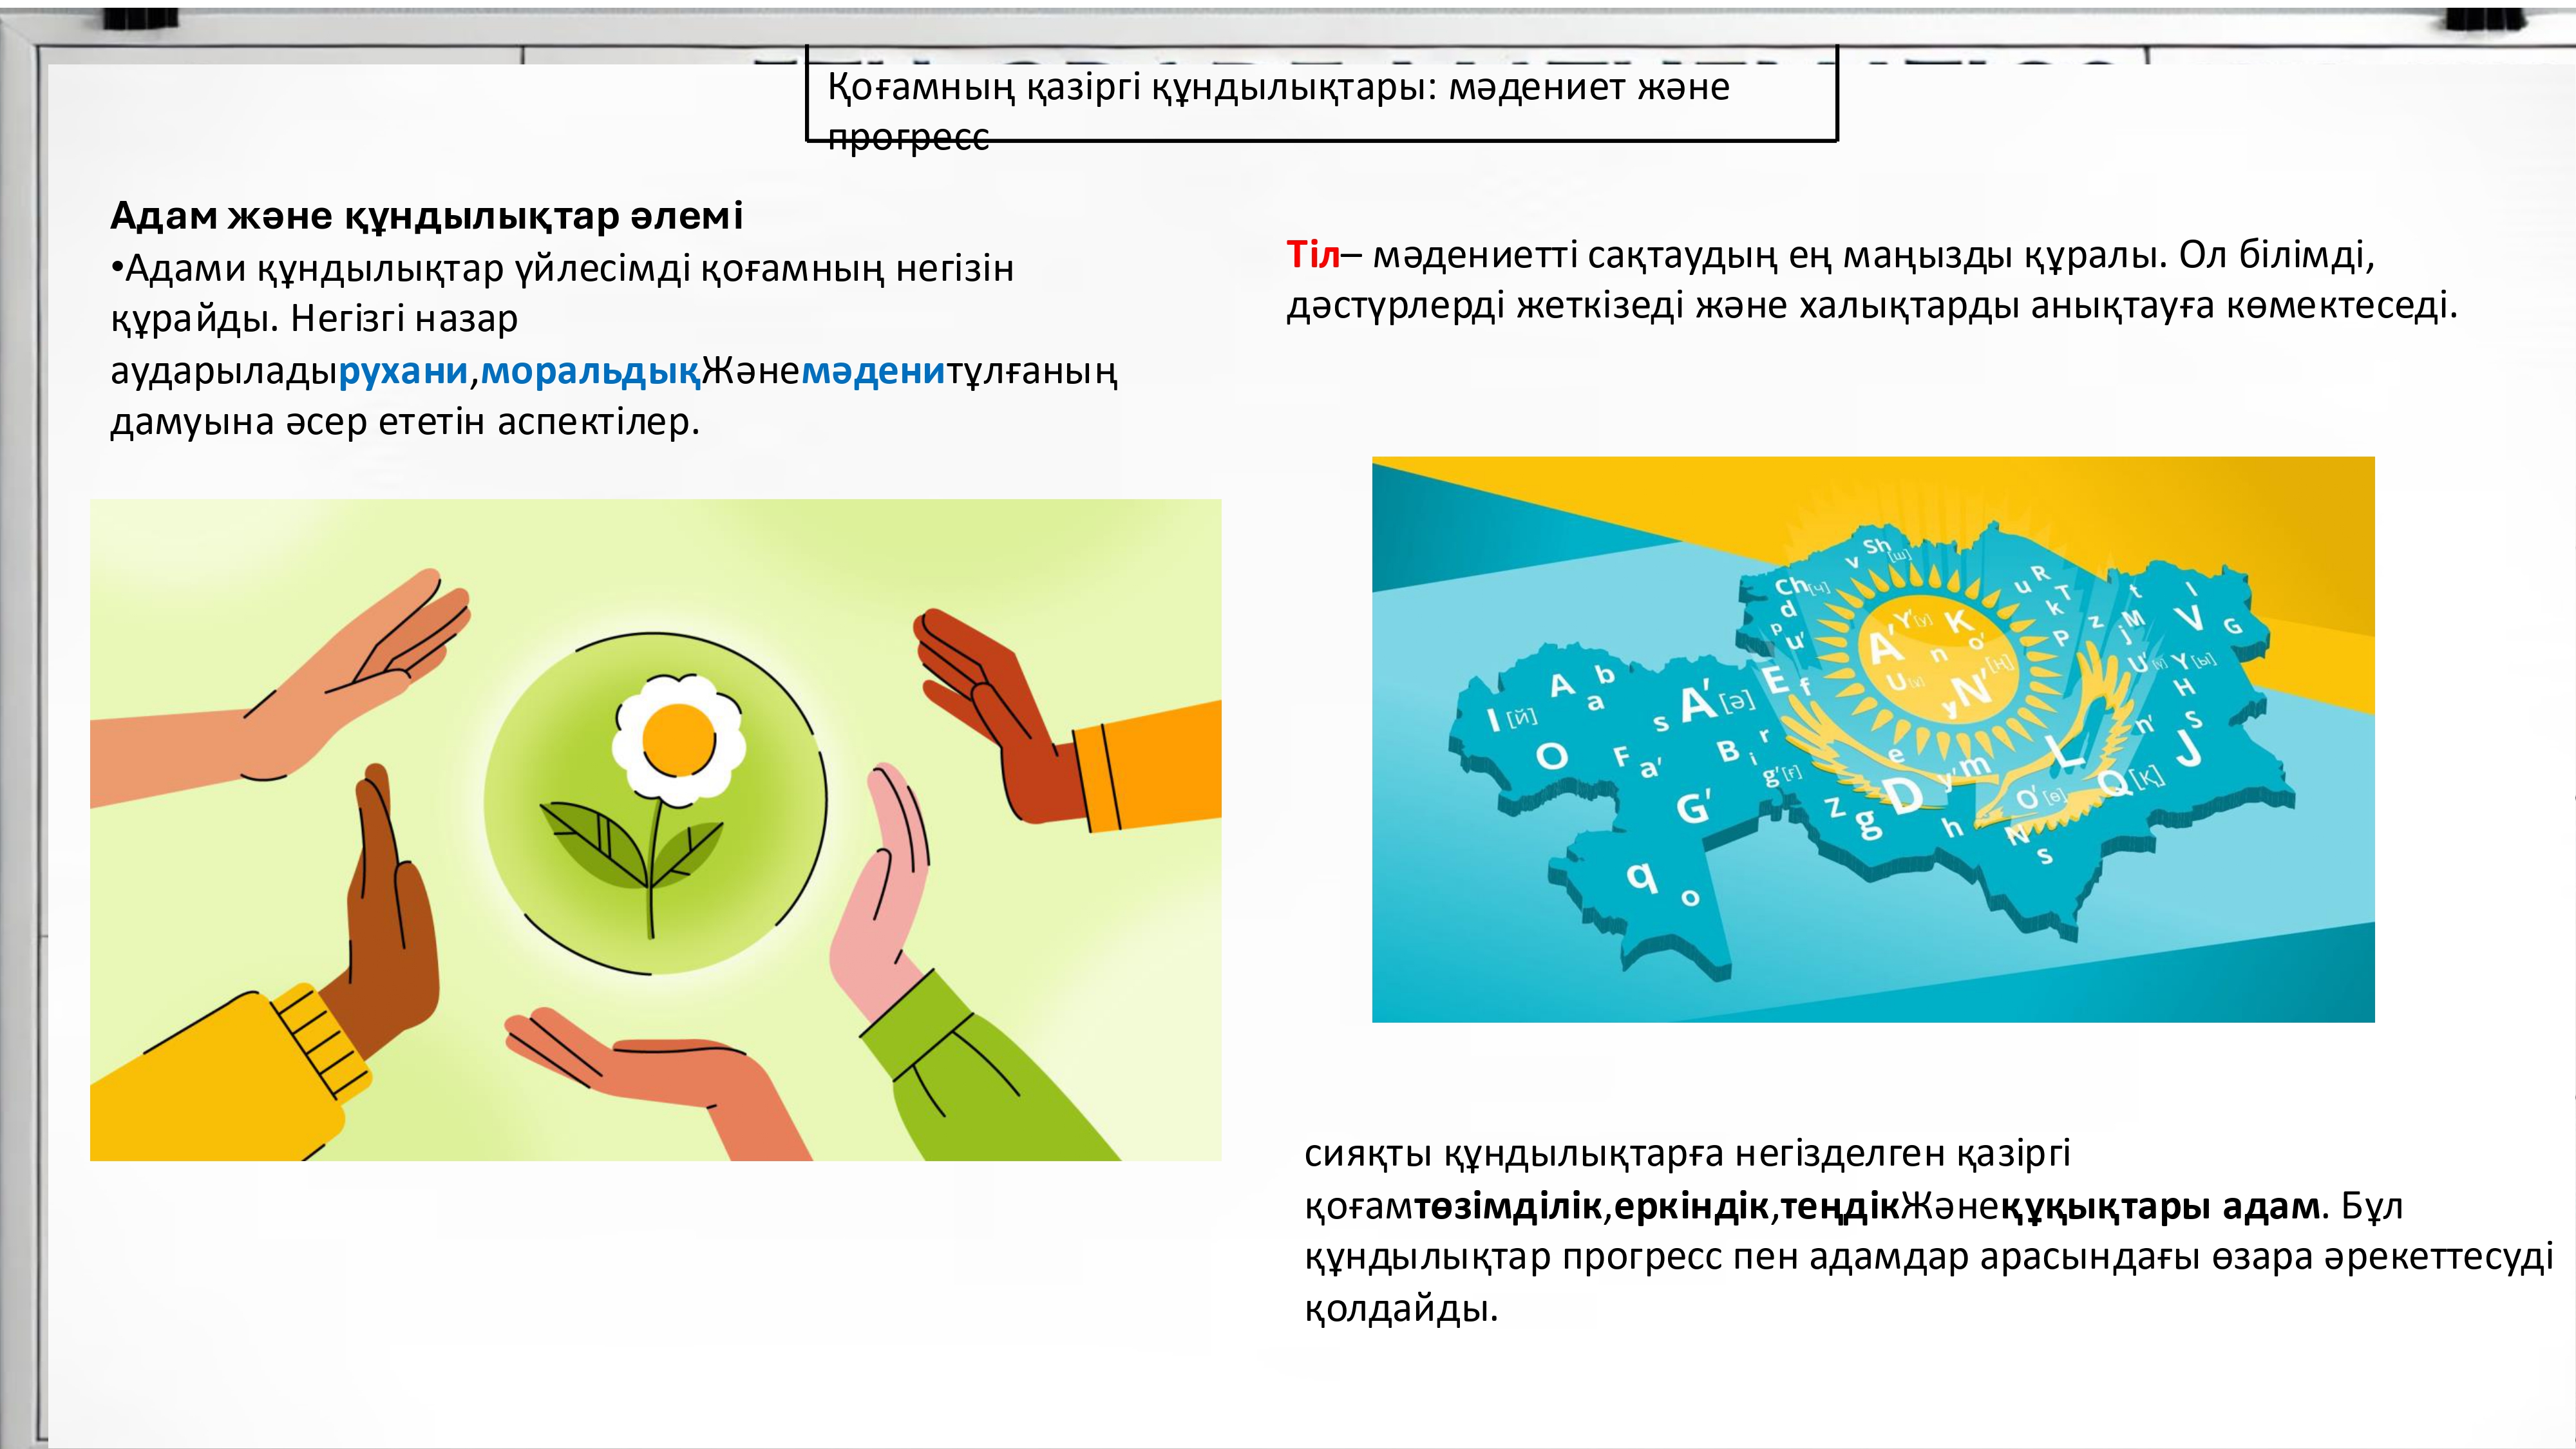 Қоғамның қазіргі құндылықтары: мәдениет және
прогресс
Адам және құндылықтар әлемі
•Адами құндылықтар үйлесімді қоғамның негізін
құрайды. Негізгі назар
аударыладырухани,моральдықЖәнемәденитұлғаның
дамуына әсер ететін аспектілер.
Тіл– мәдениетті сақтаудың ең маңызды құралы. Ол білімді,
дәстүрлерді жеткізеді және халықтарды анықтауға көмектеседі.
Sh [ш]
v
Ch[ч]
d
p
u'
u R
k T
P
z
t
j M
I
V
G
Y'[у] K
A' n o'
U[ү] N'[ң]
y
U'[ү] Y[ы]
H
n' S
A b
a
I [й]
s A'[ә]
E f
O
F a'
B i r
g'[ғ]
e
D y' m
L
J
Q[қ]
O'[ө]
G'
Z g
h
N
s
q
o
сияқты құндылықтарға негізделген қазіргі
қоғамтөзімділік,еркіндік,теңдікЖәнеқұқықтары адам. Бұл
құндылықтар прогресс пен адамдар арасындағы өзара әрекеттесуді
қолдайды.